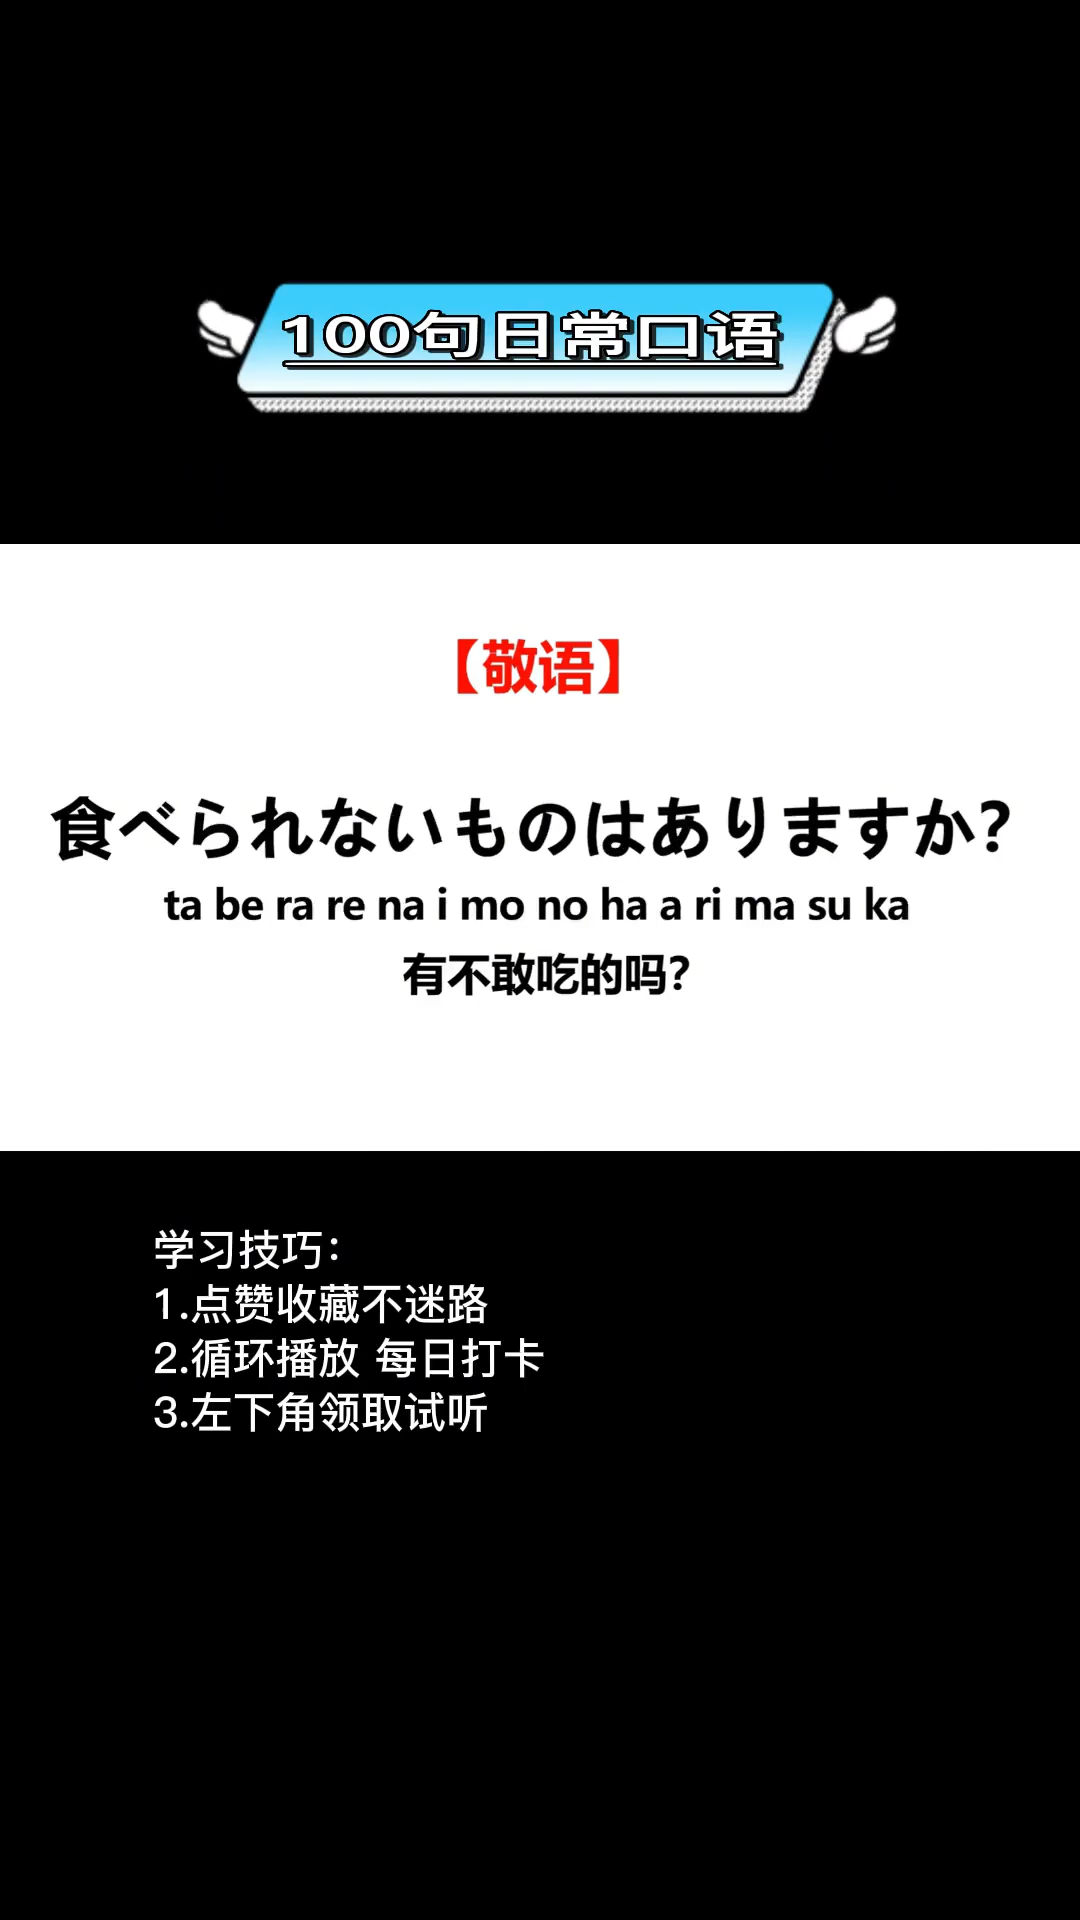 100句日常口语
【敬语】
食べられないものはありますか?
ta be ra re na i mo no ha a ri ma su ka
有不敢吃的吗?
学习技巧：
1.点赞收藏不迷路
2.循环播放 每日打卡
3.左下角领取试听